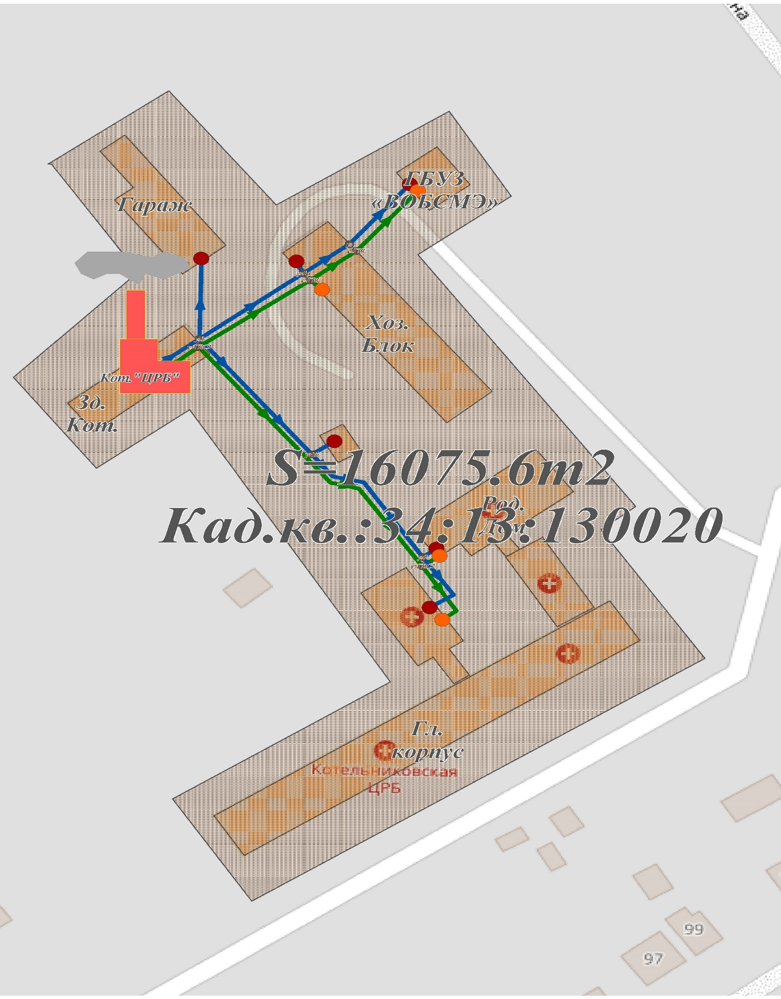 на
ГБУЗ
«ВОБСМЭ»
Гараж
Хоз.
Блок
Кот."ЦРБ"
Зд.
Кот.
S=16075.6m2
Род.
Дом
Кад.кв.:34:13:130020
Гл.
корпус
Котельниковская
ЦРБ
99
97